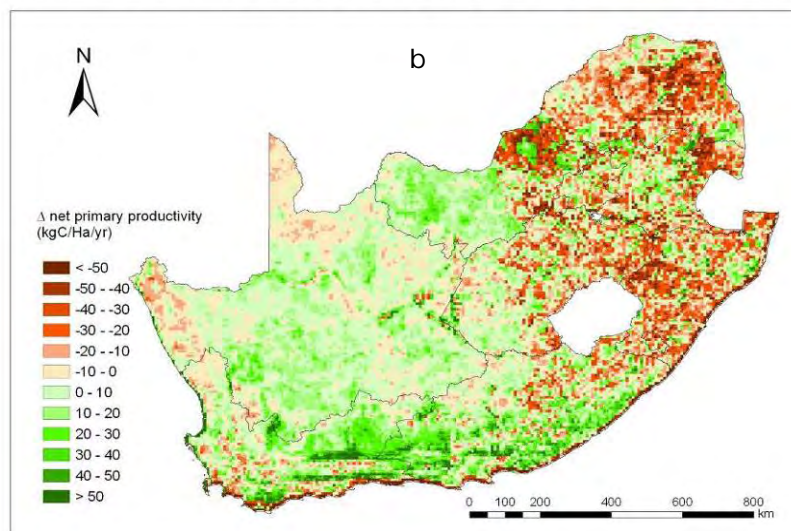 b
N
Δ net primary productivity
(kgC/Ha/yr)
< -50
-50 - -40
-40 - -30
-30 - -20
-20 - -10
-10 - 0
0 - 10
10 - 20
20 - 30
30 - 40
40 - 50
> 50
0 100 200 400 600 800
km